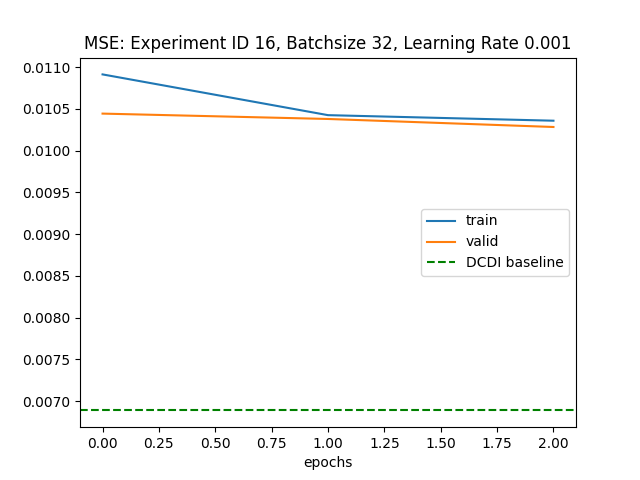 MSE: Experiment ID 16, Batchsize 32, Learning Rate 0.001
0.0110
0.0105
0.0100
0.0095
0.0090
0.0085
0.0080
0.0075
0.0070
train
valid
DCDI baseline
0.00 0.25 0.50 0.75 1.00 1.25 1.50 1.75 2.00
epochs